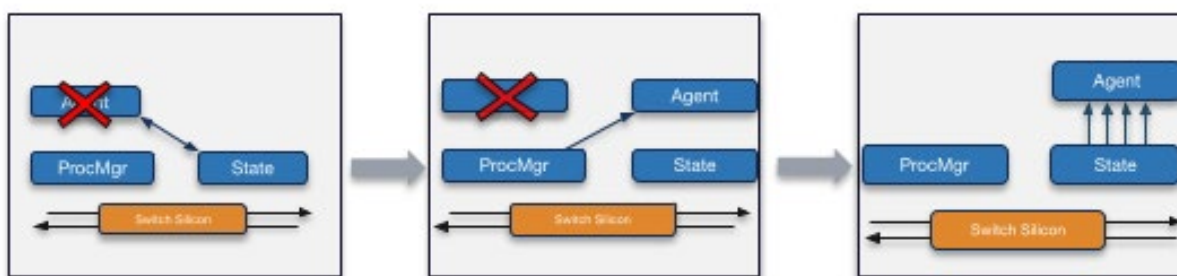 Agent
ProcMgr
State
Switch Silicon
Agent
ProcMgr
State
Switch Silicon
Agent
ProcMgr
State
Switch Silicon